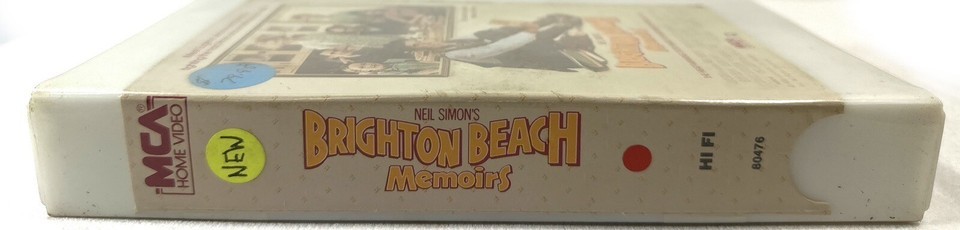 MCA®
HOME VIDEO
NEW
NEIL SIMON'S
BRIGHTON BEACH
Memoirs
HI FI
80476